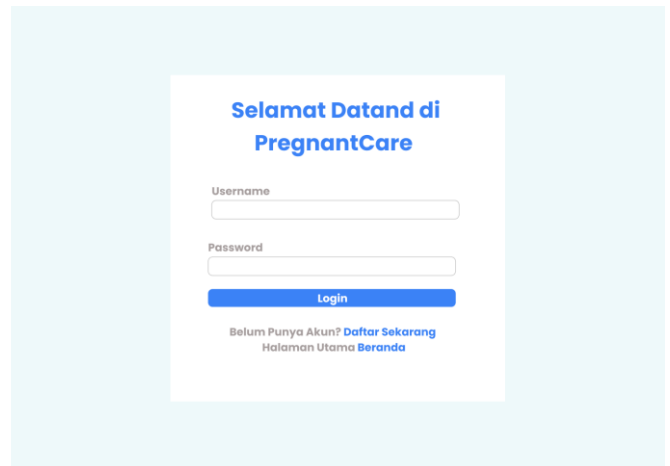 Selamat Datand di
PregnantCare
Username
Password
Login
Belum Punya Akun? Daftar Sekarang
Halaman Utama Beranda